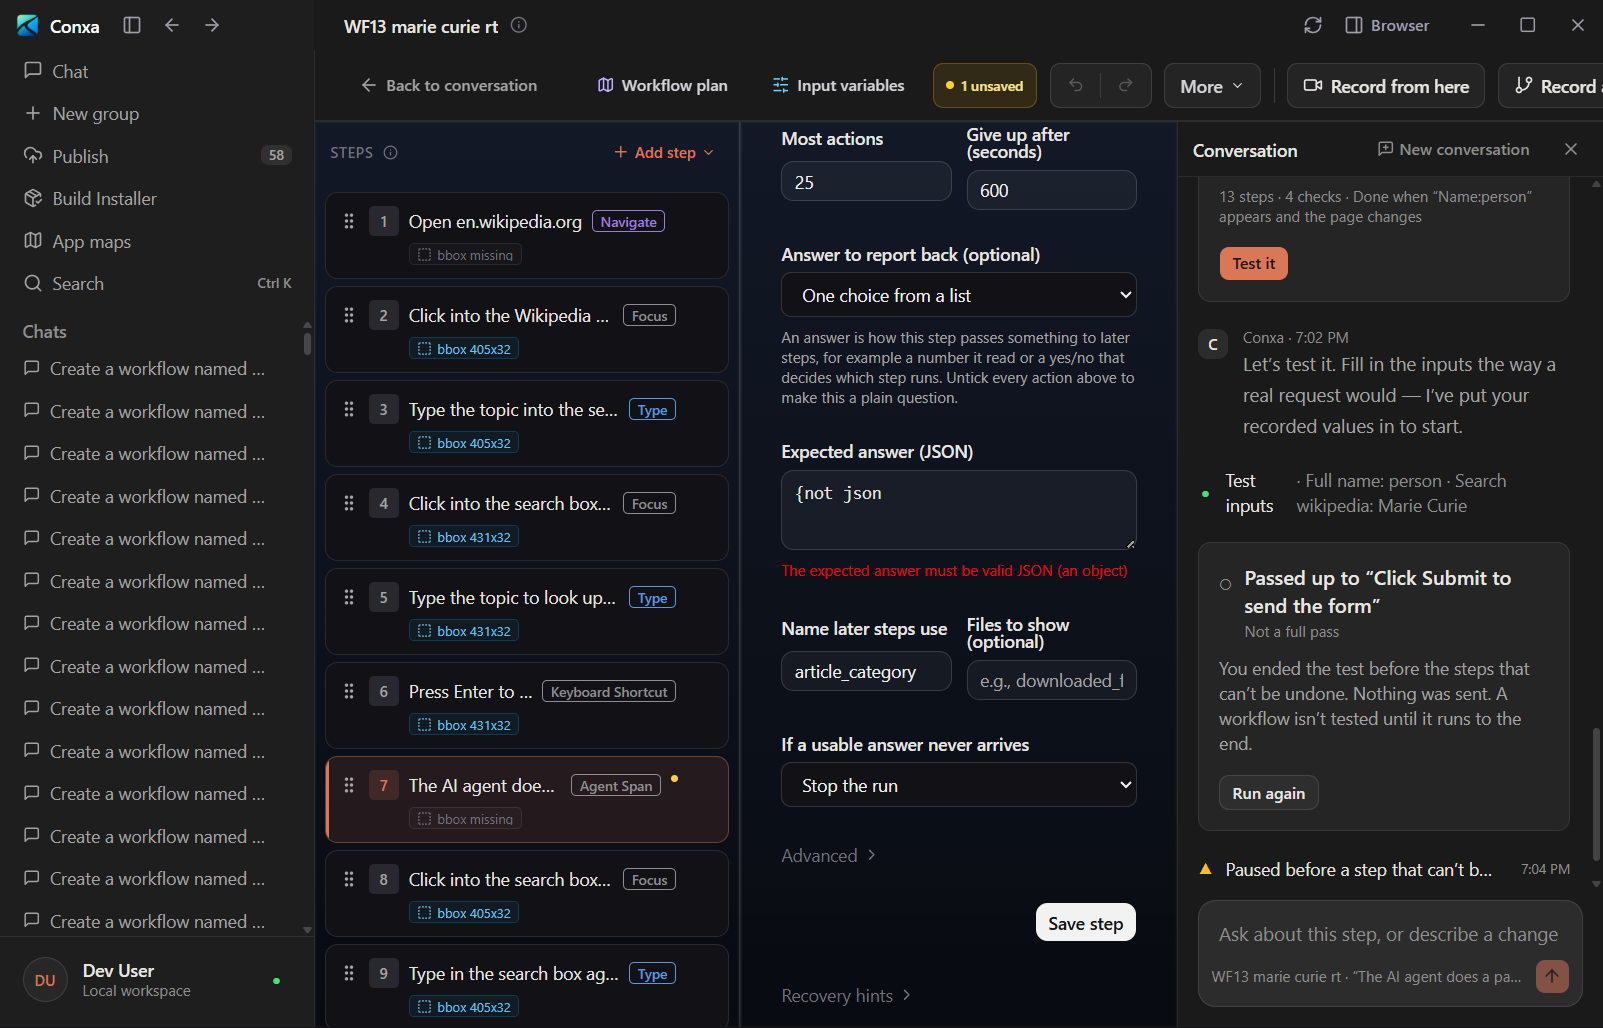 Conxa
WF13 marie curie rt
Browser
Chat
New group
Publish 58
Build Installer
App maps
Search Ctrl K
Chats
Create a workflow named ...
Create a workflow named ...
Create a workflow named ...
Create a workflow named ...
Create a workflow named ...
Create a workflow named ...
Create a workflow named ...
Create a workflow named ...
Create a workflow named ...
Create a workflow named ...
Create a workflow named ...
Create a workflow named ...
Create a workflow named ...
Create a workflow named ...
DU
Dev User
Local workspace
Back to conversation
Workflow plan
Input variables
1 unsaved
More
Record from here
Record
STEPS
Add step
1 Open en.wikipedia.org Navigate
bbox missing
2 Click into the Wikipedia ... Focus
bbox 405x32
3 Type the topic into the se... Type
bbox 405x32
4 Click into the search box... Focus
bbox 431x32
5 Type the topic to look up... Type
bbox 431x32
6 Press Enter to ... Keyboard Shortcut
bbox 431x32
7 The AI agent doe... Agent Span
bbox missing
8 Click into the search box... Focus
bbox 405x32
9 Type in the search box ag... Type
bbox 405x32
Most actions
25
Give up after
(seconds)
600
Answer to report back (optional)
One choice from a list
An answer is how this step passes something to later
steps, for example a number it read or a yes/no that
decides which step runs. Untick every action above to
make this a plain question.
Expected answer (JSON)
{not json
The expected answer must be valid JSON (an object)
Name later steps use
article_category
Files to show
(optional)
e.g., downloaded_f
If a usable answer never arrives
Stop the run
Advanced
Save step
Recovery hints
Conversation
New conversation
13 steps · 4 checks · Done when “Name:person”
appears and the page changes
Test it
C
Conxa · 7:02 PM
Let’s test it. Fill in the inputs the way a
real request would — I’ve put your
recorded values in to start.
Test
inputs
· Full name: person · Search
wikipedia: Marie Curie
Passed up to “Click Submit to
send the form”
Not a full pass
You ended the test before the steps that
can’t be undone. Nothing was sent. A
workflow isn’t tested until it runs to the
end.
Run again
Paused before a step that can’t b... 7:04 PM
Ask about this step, or describe a change
WF13 marie curie rt · “The AI agent does a pa...